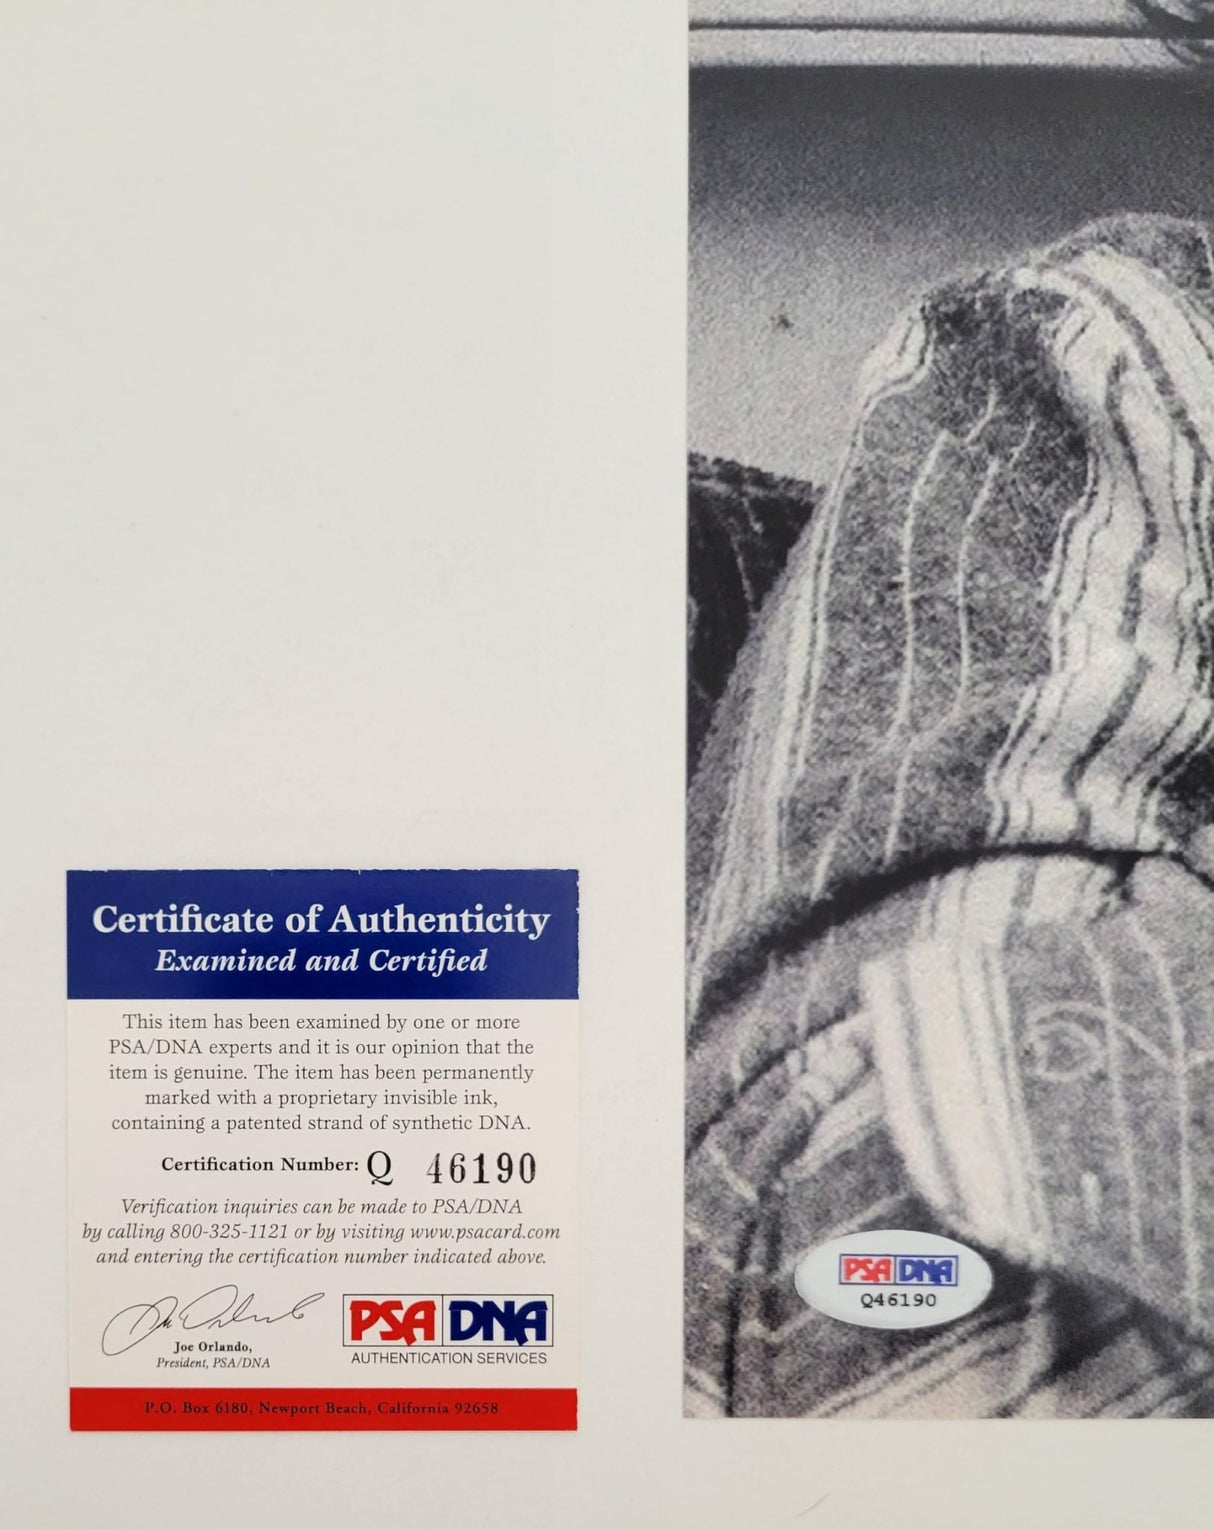 Certificate of Authenticity
Examined and Certified
This item has been examined by one or more
PSA/DNA experts and it is our opinion that the
item is genuine. The item has been permanently
marked with a proprietary invisible ink,
containing a patented strand of synthetic DNA.
Certification Number: Q 46190
Verification inquiries can be made to PSA/DNA
by calling 800-325-1121 or by visiting www.psacard.com
and entering the certification number indicated above.
Joe Orlando,
President, PSA/DNA
PSA DNA
AUTHENTICATION SERVICES
P.O. Box 6180, Newport Beach, California 92658
PSA DNA
Q46190